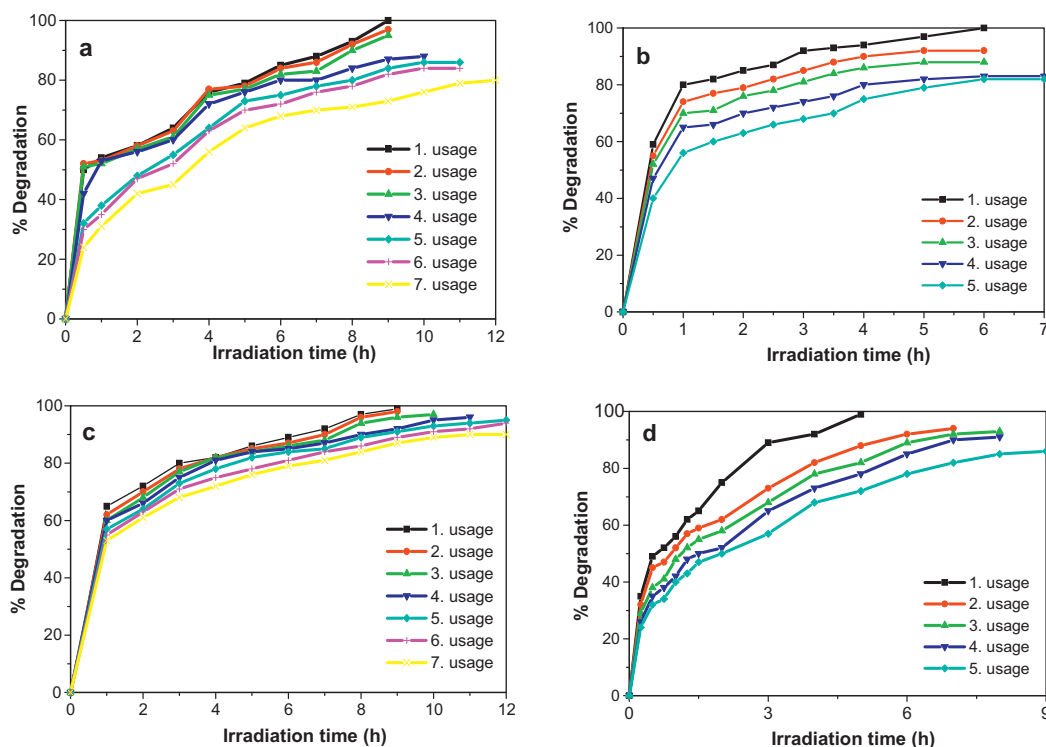 a
100
80
60
40
20
0
% Degradation
1. usage
2. usage
3. usage
4. usage
5. usage
6. usage
7. usage
0 2 4 6 8 10 12
Irradiation time (h)
b
100
80
60
40
20
0
% Degradation
1. usage
2. usage
3. usage
4. usage
5. usage
0 1 2 3 4 5 6 7
Irradiation time (h)
c
100
80
60
40
20
0
% Degradation
1. usage
2. usage
3. usage
4. usage
5. usage
6. usage
7. usage
0 2 4 6 8 10 12
Irradiation time (h)
d
100
80
60
40
20
0
% Degradation
1. usage
2. usage
3. usage
4. usage
5. usage
0 3 6 9
Irradiation time (h)